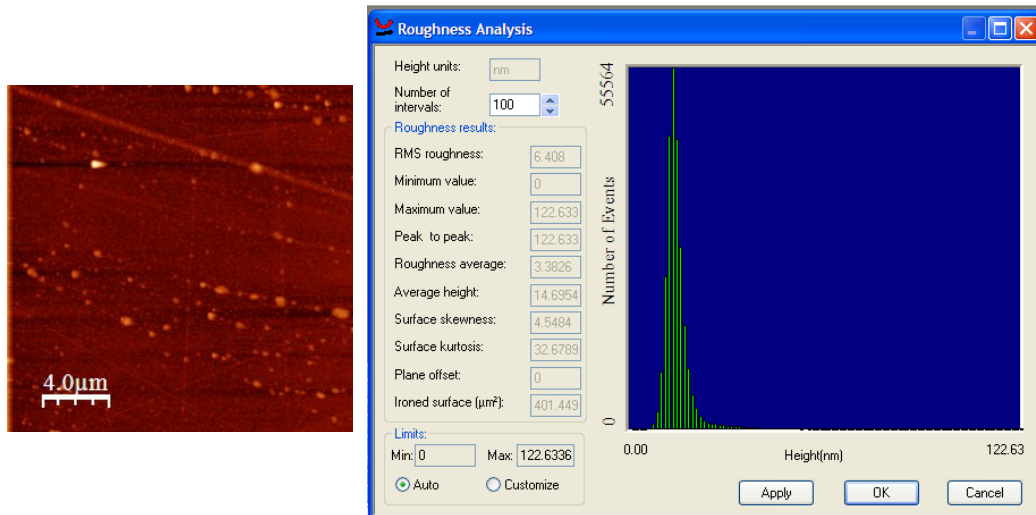 4.0μm
Roughness Analysis
Height units: nm
Number of
intervals: 100
Roughness results:
RMS roughness: 6.408
Minimum value: 0
Maximum value: 122.633
Peak to peak: 122.633
Roughness average: 3.3826
Average height: 14.6954
Surface skewness: 4.5484
Surface kurtosis: 32.6789
Plane offset: 0
Ironed surface (μm²): 401.449
Limits:
Min: 0 Max: 122.6336
Auto Customize
55564
Number of Events
0
0.00 Height(nm) 122.63
Apply OK Cancel